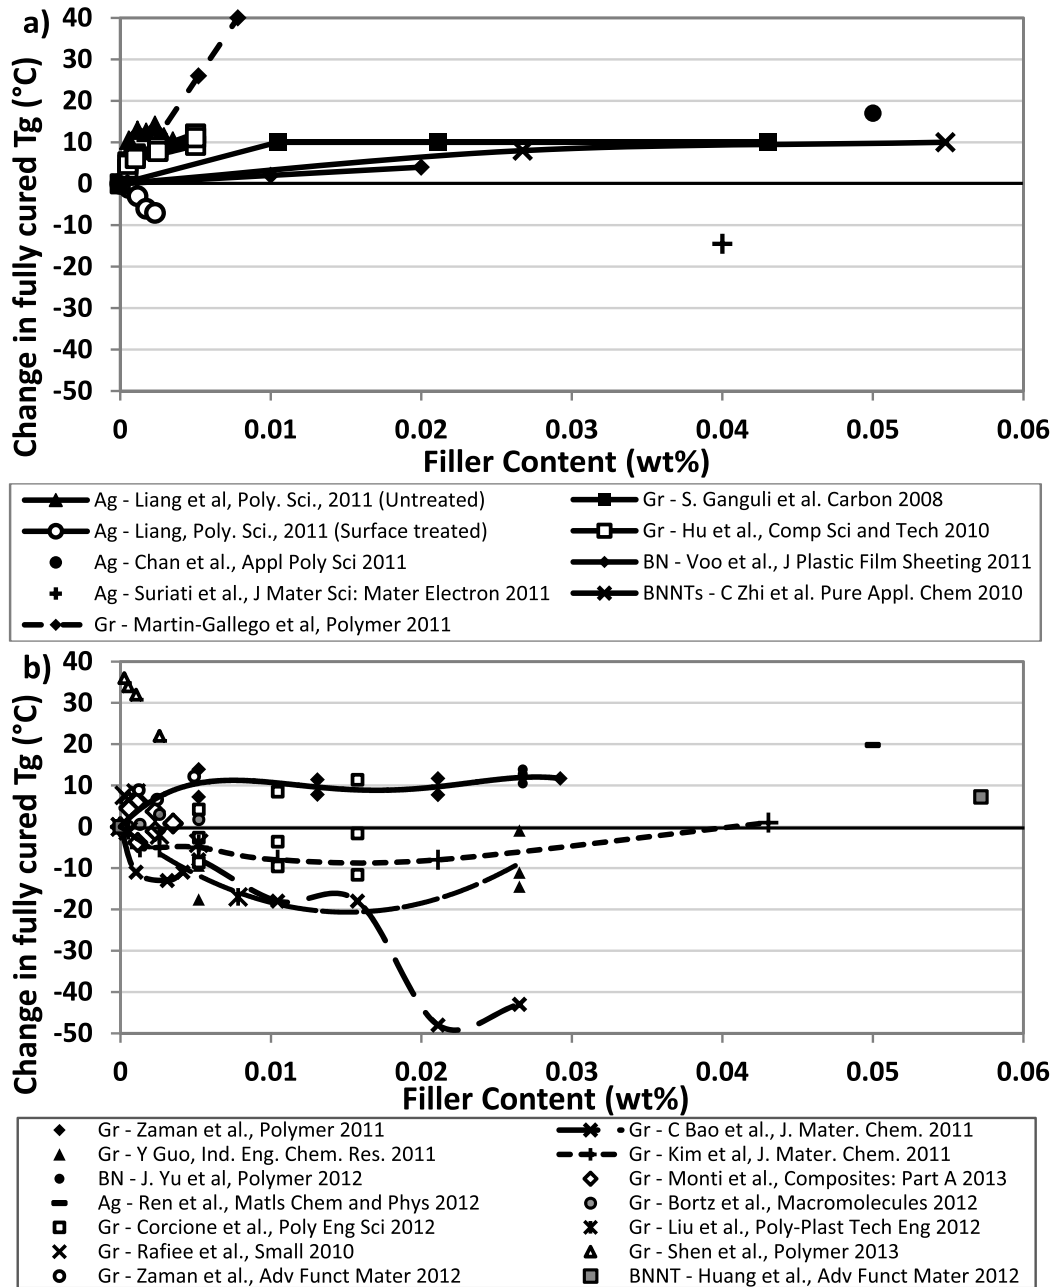 a)
Change in fully cured Tg (°C)
40
30
20
10
0
-10
-20
-30
-40
-50
0 0.01 0.02 0.03 0.04 0.05 0.06
Filler Content (wt%)
Ag - Liang et al, Poly. Sci., 2011 (Untreated)
Gr - S. Ganguli et al. Carbon 2008
Ag - Liang, Poly. Sci., 2011 (Surface treated)
Gr - Hu et al., Comp Sci and Tech 2010
Ag - Chan et al., Appl Poly Sci 2011
BN - Voo et al., J Plastic Film Sheeting 2011
Ag - Suriati et al., J Mater Sci: Mater Electron 2011
BNNTs - C Zhi et al. Pure Appl. Chem 2010
Gr - Martin-Gallego et al, Polymer 2011
b)
Change in fully cured Tg (°C)
40
30
20
10
0
-10
-20
-30
-40
-50
0 0.01 0.02 0.03 0.04 0.05 0.06
Filler Content (wt%)
Gr - Zaman et al., Polymer 2011
Gr - C Bao et al., J. Mater. Chem. 2011
Gr - Y Guo, Ind. Eng. Chem. Res. 2011
Gr - Kim et al, J. Mater. Chem. 2011
BN - J. Yu et al, Polymer 2012
Gr - Monti et al., Composites: Part A 2013
Ag - Ren et al., Matls Chem and Phys 2012
Gr - Bortz et al., Macromolecules 2012
Gr - Corcione et al., Poly Eng Sci 2012
Gr - Liu et al., Poly-Plast Tech Eng 2012
Gr - Rafiee et al., Small 2010
Gr - Shen et al., Polymer 2013
Gr - Zaman et al., Adv Funct Mater 2012
BNNT - Huang et al., Adv Funct Mater 2012